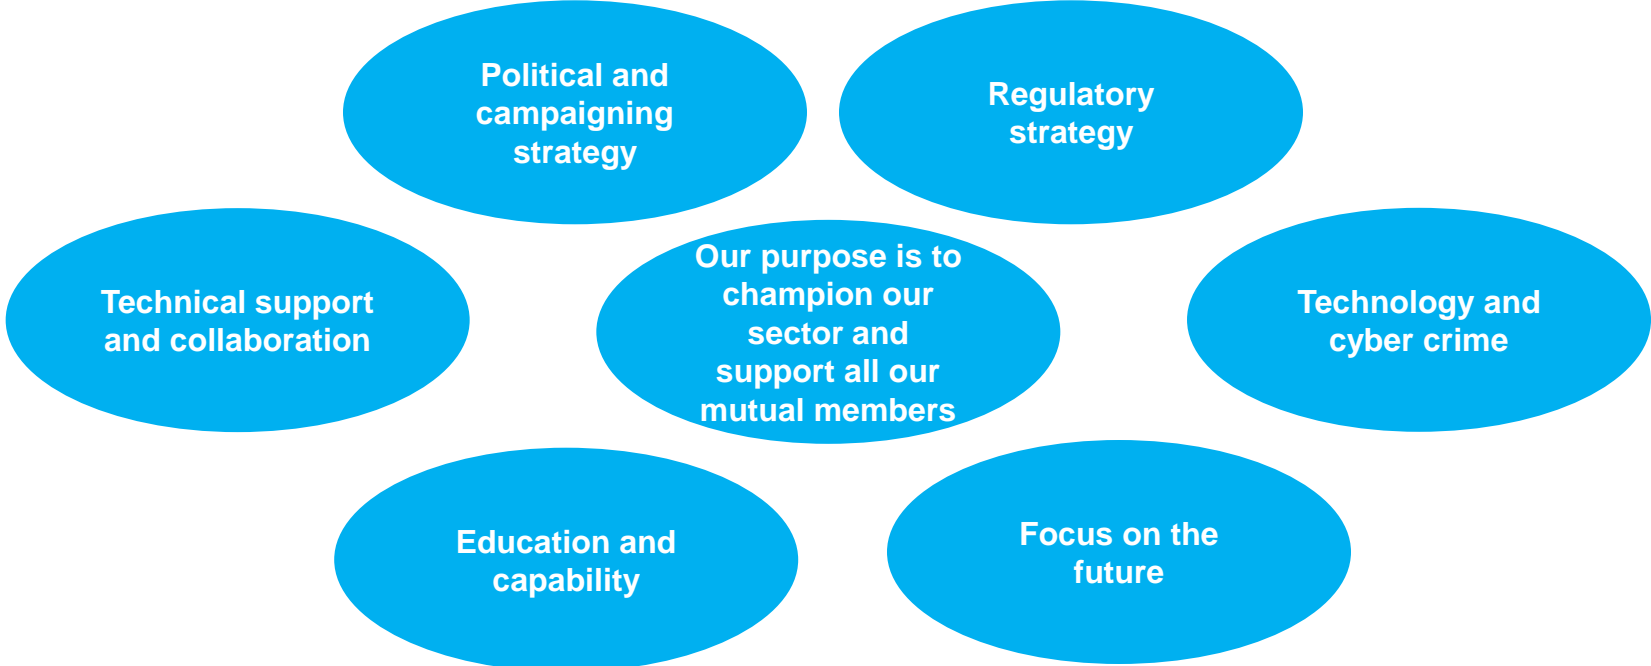 Political and
campaigning
strategy
Regulatory
strategy
Technical support
and collaboration
Our purpose is to
champion our
sector and
support all our
mutual members
Technology and
cyber crime
Education and
capability
Focus on the
future